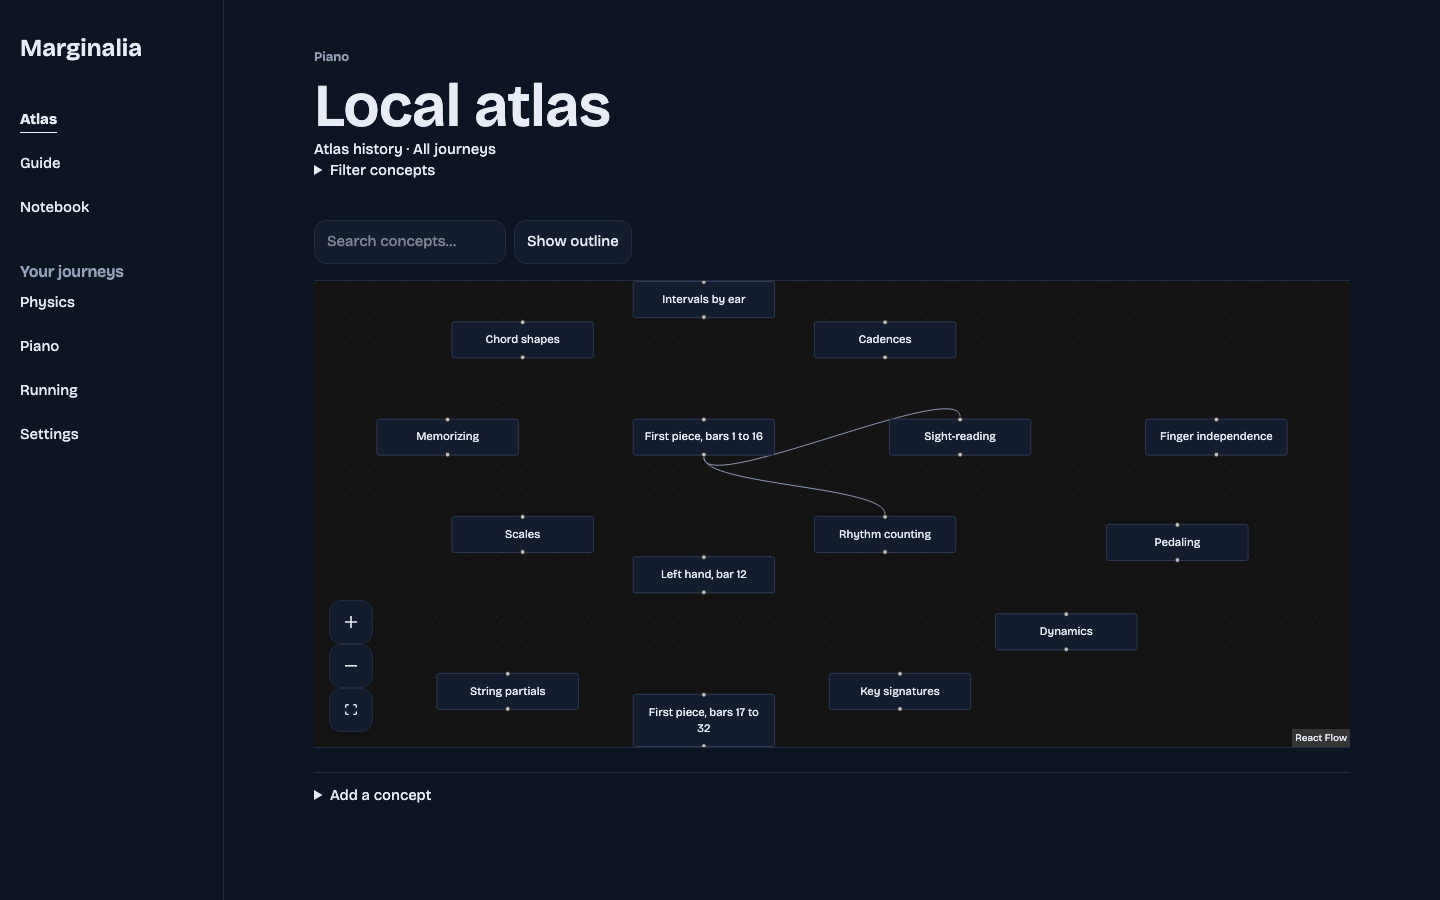 Marginalia
Atlas
Guide
Notebook
Your journeys
Physics
Piano
Running
Settings
Piano
Local atlas
Atlas history · All journeys
Filter concepts
Search concepts...
Show outline
Intervals by ear
Chord shapes
Cadences
Memorizing
First piece, bars 1 to 16
Sight-reading
Finger independence
Scales
Rhythm counting
Pedaling
Left hand, bar 12
Dynamics
String partials
Key signatures
First piece, bars 17 to
32
React Flow
Add a concept